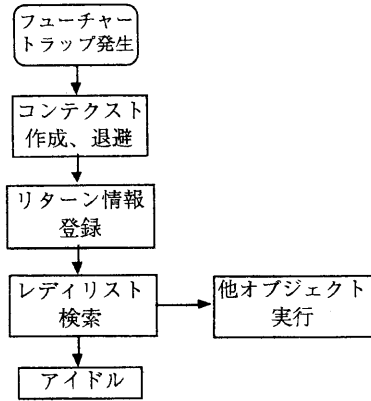 フューチャー
トラップ発生
コンテクスト
作成、退避
リターン情報
登録
レディリスト
検索
他オブジェクト
実行
アイドル